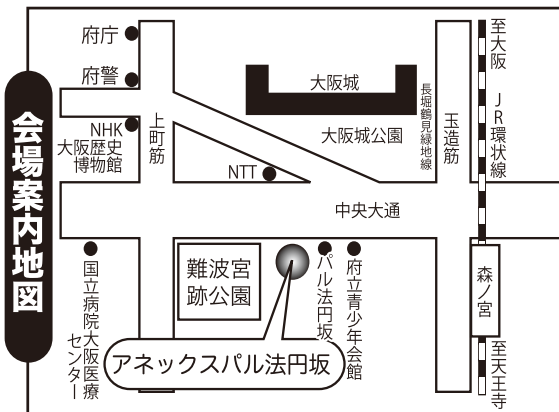 会場案内地図
府庁
府警
NHK
大阪歴史
博物館
上町筋
大阪城
大阪城公園
長堀鶴見緑地線
玉造筋
至大阪
JR環状線
NTT
中央大通
国立病院大阪医療
センター
難波宮
跡公園
パル法円坂
府立青少年会館
森ノ宮
アネックスパル法円坂
至天王寺